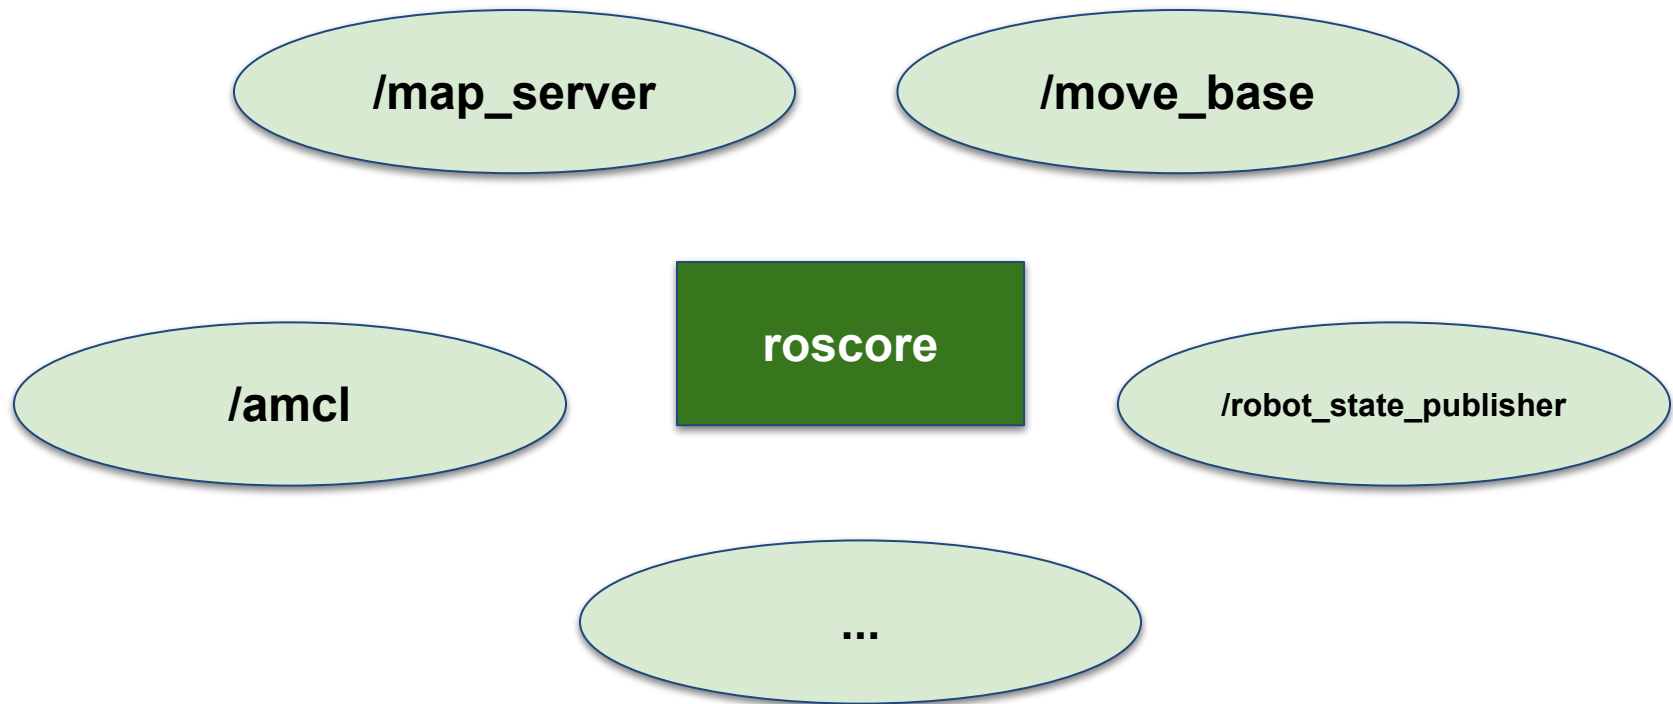 /map_server
/move_base
roscore
/amcl
/robot_state_publisher
...